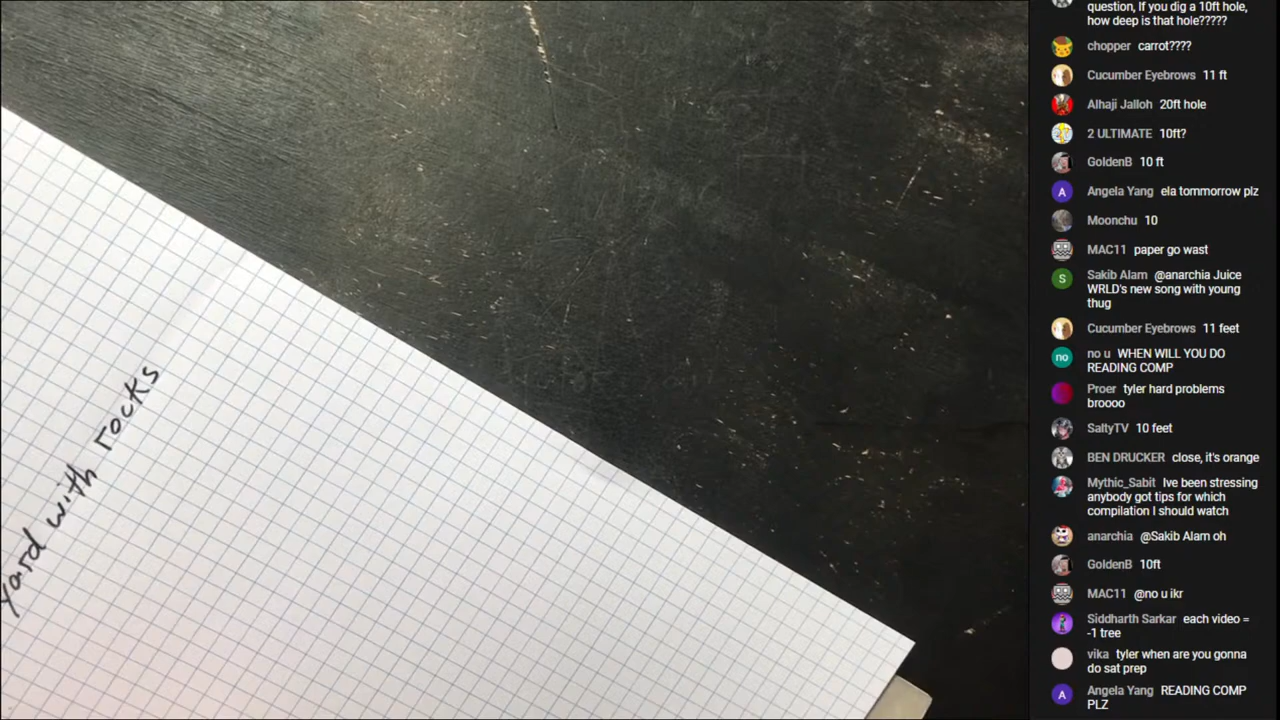 yard with rocks
question, If you dig a 10ft hole,
how deep is that hole?????
chopper carrot????
Cucumber Eyebrows 11 ft
Alhaji Jalloh 20ft hole
2 ULTIMATE 10ft?
GoldenB 10 ft
A Angela Yang ela tommorrow plz
Moonchu 10
MAC11 paper go wast
S Sakib Alam @anarchia Juice
WRLD's new song with young
thug
Cucumber Eyebrows 11 feet
no no u WHEN WILL YOU DO
READING COMP
Proer tyler hard problems
broooo
SaltyTV 10 feet
BEN DRUCKER close, it's orange
Mythic_Sabit Ive been stressing
anybody got tips for which
compilation I should watch
anarchia @Sakib Alam oh
GoldenB 10ft
MAC11 @no u ikr
Siddharth Sarkar each video =
-1 tree
vika tyler when are you gonna
do sat prep
A Angela Yang READING COMP
PLZ